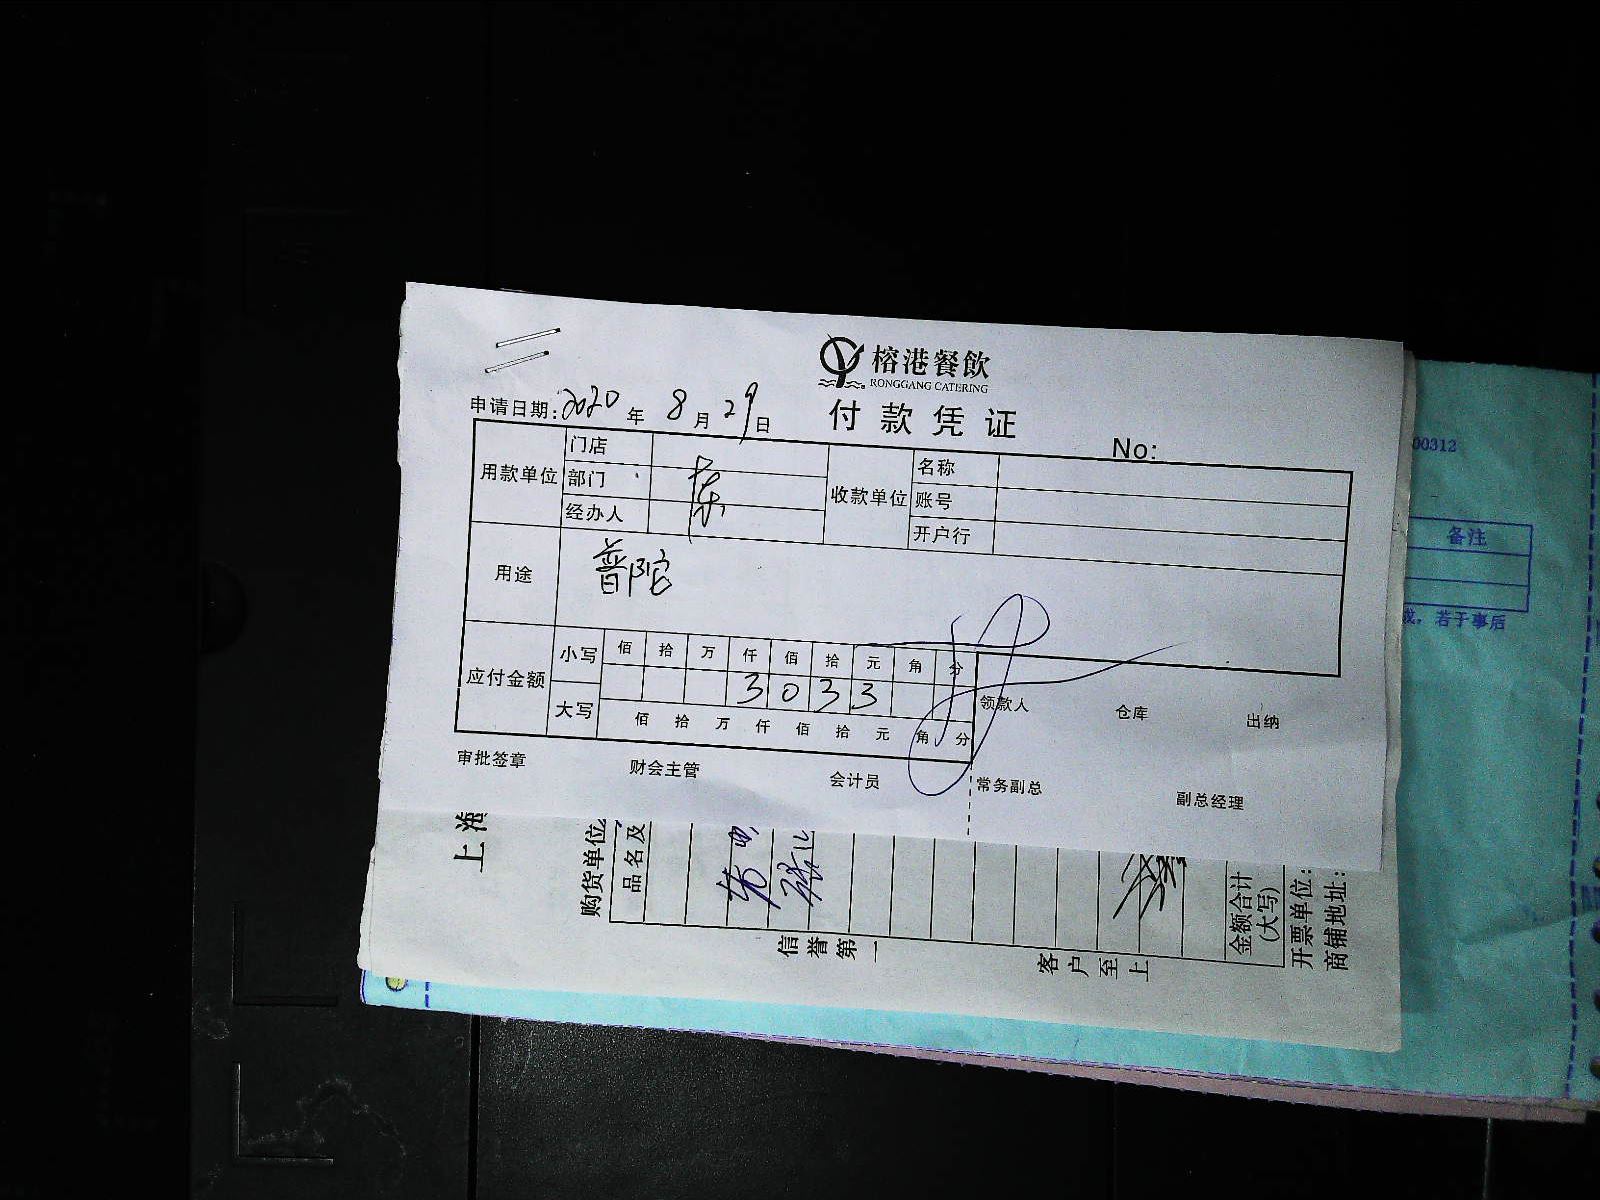 榕港餐飲
RONGGANG CATERING
付款凭证
申请日期: 2020 年 8 月 29 日
No:
用款单位 门店 收款单位 名称
部门 账号
经办人 开户行
用途 普陀
应付金额 小写 佰 拾 万 仟 佰 拾 元 角 分
3 0 3 3
大写 佰 拾 万 仟 佰 拾 元 角 分
领款人 仓库 出纳
审批签章 财会主管 会计员 常务副总 副总经理
上海
购货单位
品名及
信誉第一
客户至上
金额合计
(大写)
开票单位:
商铺地址:
00312
备注
若于事后